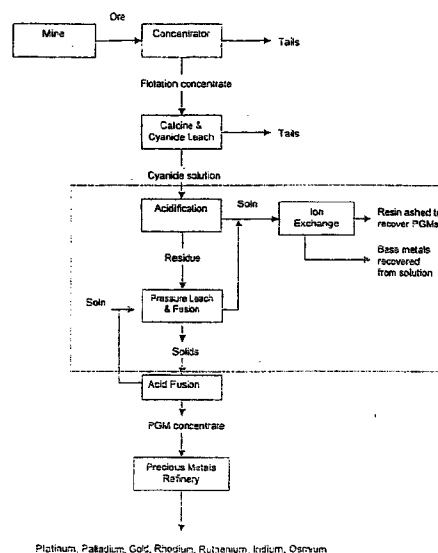 Ore
Mine
Concentrator
Tails
Flotation concentrate
Calcine &
Cyanide Leach
Tails
Cyanide solution
Acidification
Soln
Ion
Exchange
Resin ashed to
recover PGMs
Base metals
recovered
from solution
Residue
Soln
Pressure Leach
& Fusion
Solids
Acid Fusion
PGM concentrate
Precious Metals
Refinery
Platinum, Palladium, Gold, Rhodium, Ruthenium, Iridium, Osmium